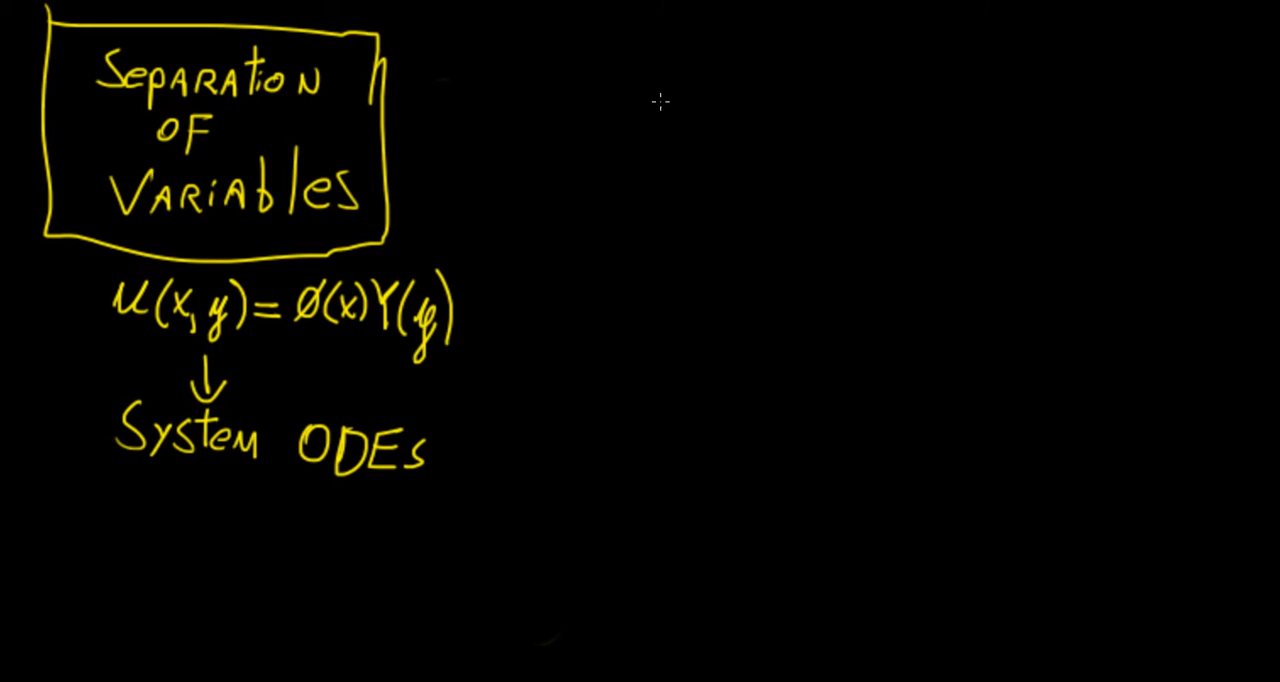 SEPARATION
OF
VARIABLES
u(x,y)=Ø(x)Y(y)
↓
System ODEs